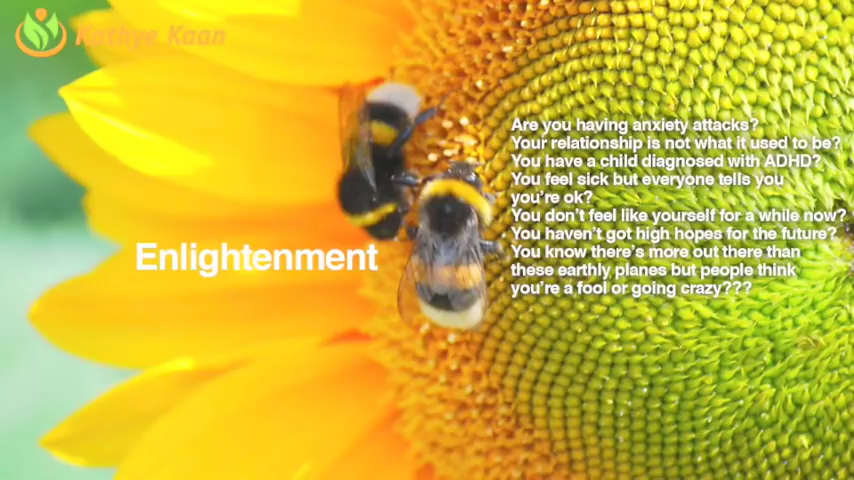 Kathye Kaan
Are you having anxiety attacks?
Your relationship is not what it used to be?
You have a child diagnosed with ADHD?
You feel sick but everyone tells you
you're ok?
You don't feel like yourself for a while now?
You haven't got high hopes for the future?
You know there's more out there than
these earthly planes but people think
you're a fool or going crazy???
Enlightenment